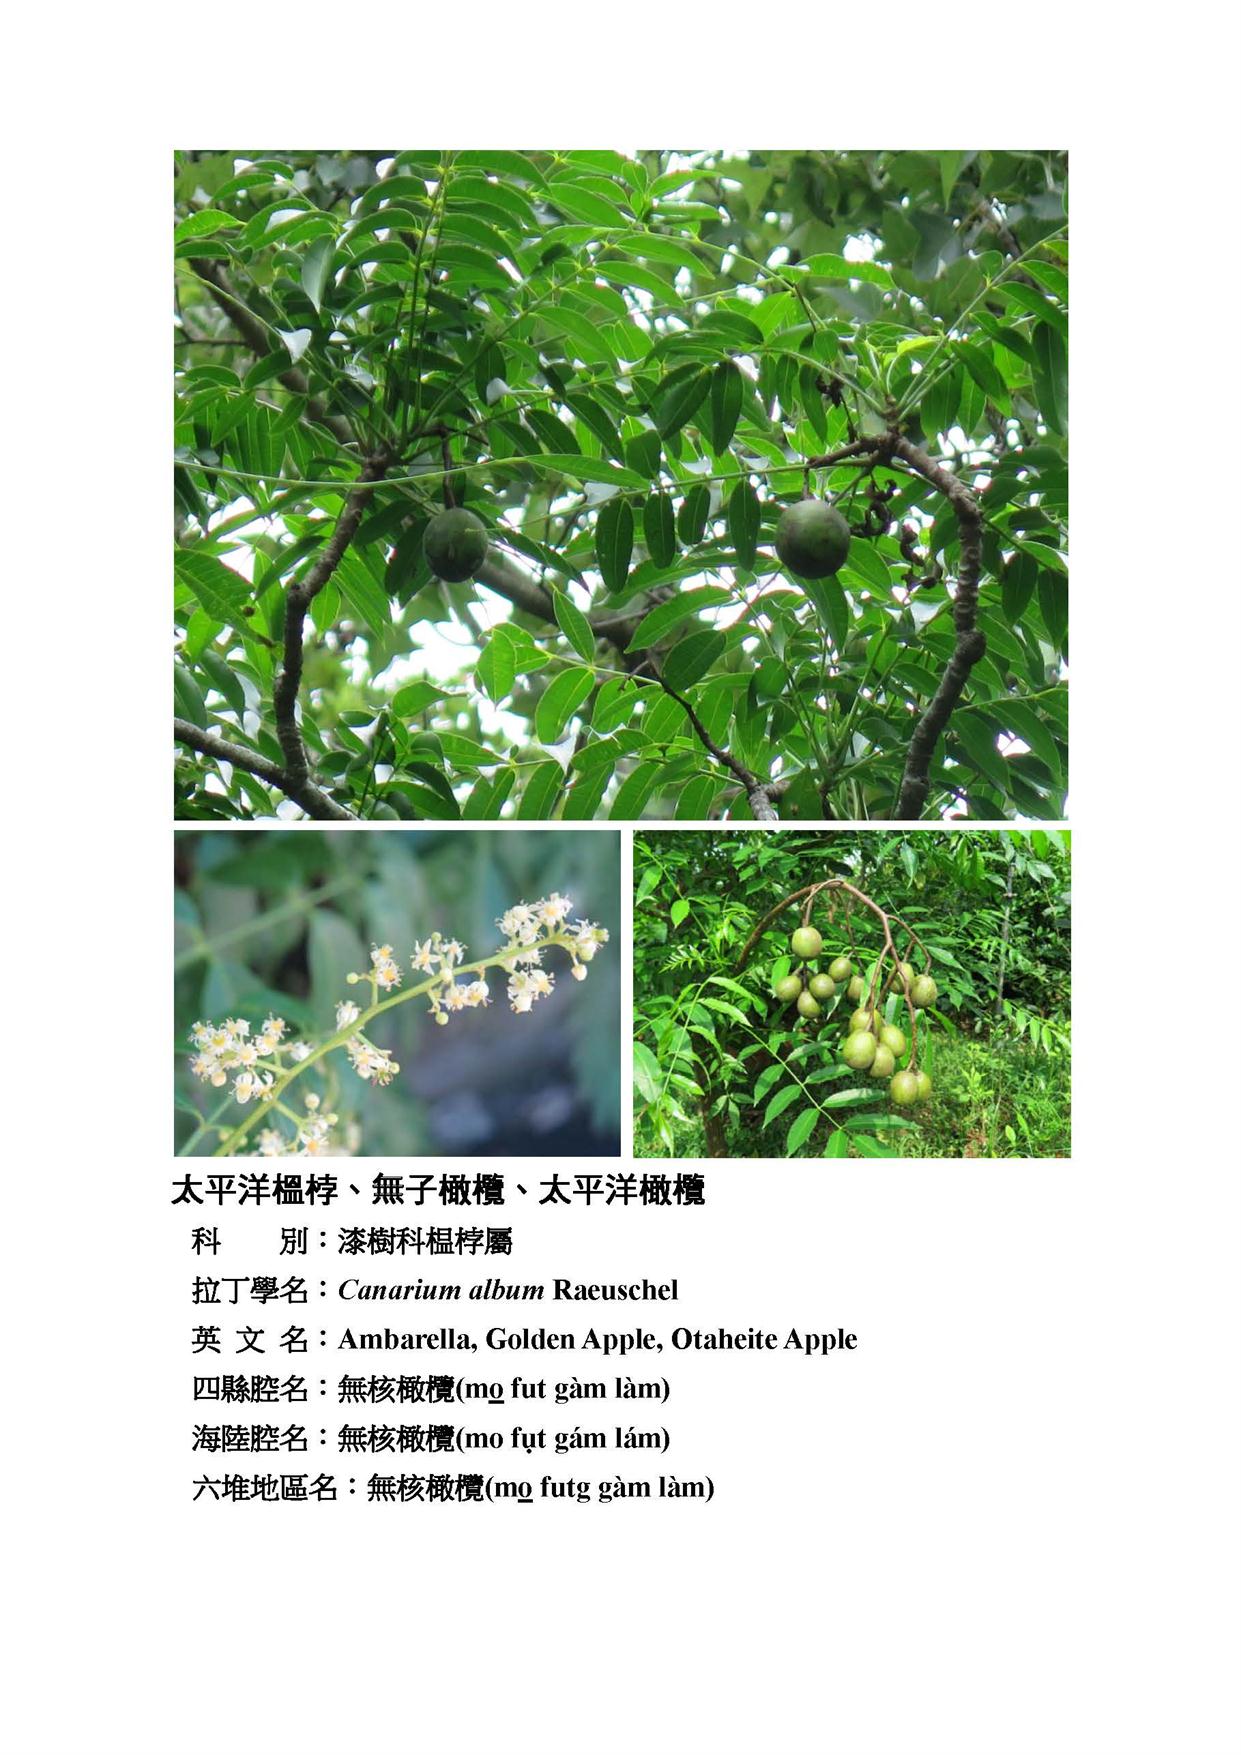 太平洋榲桲、無子橄欖、太平洋橄欖
科　　別：漆樹科榲桲屬
拉丁學名：Canarium album Raeuschel
英 文 名：Ambarella, Golden Apple, Otaheite Apple
四縣腔名：無核橄欖(mo̲ fut gàm làm)
海陸腔名：無核橄欖(mo fụt gám lám)
六堆地區名：無核橄欖(mo̲ futg gàm làm)